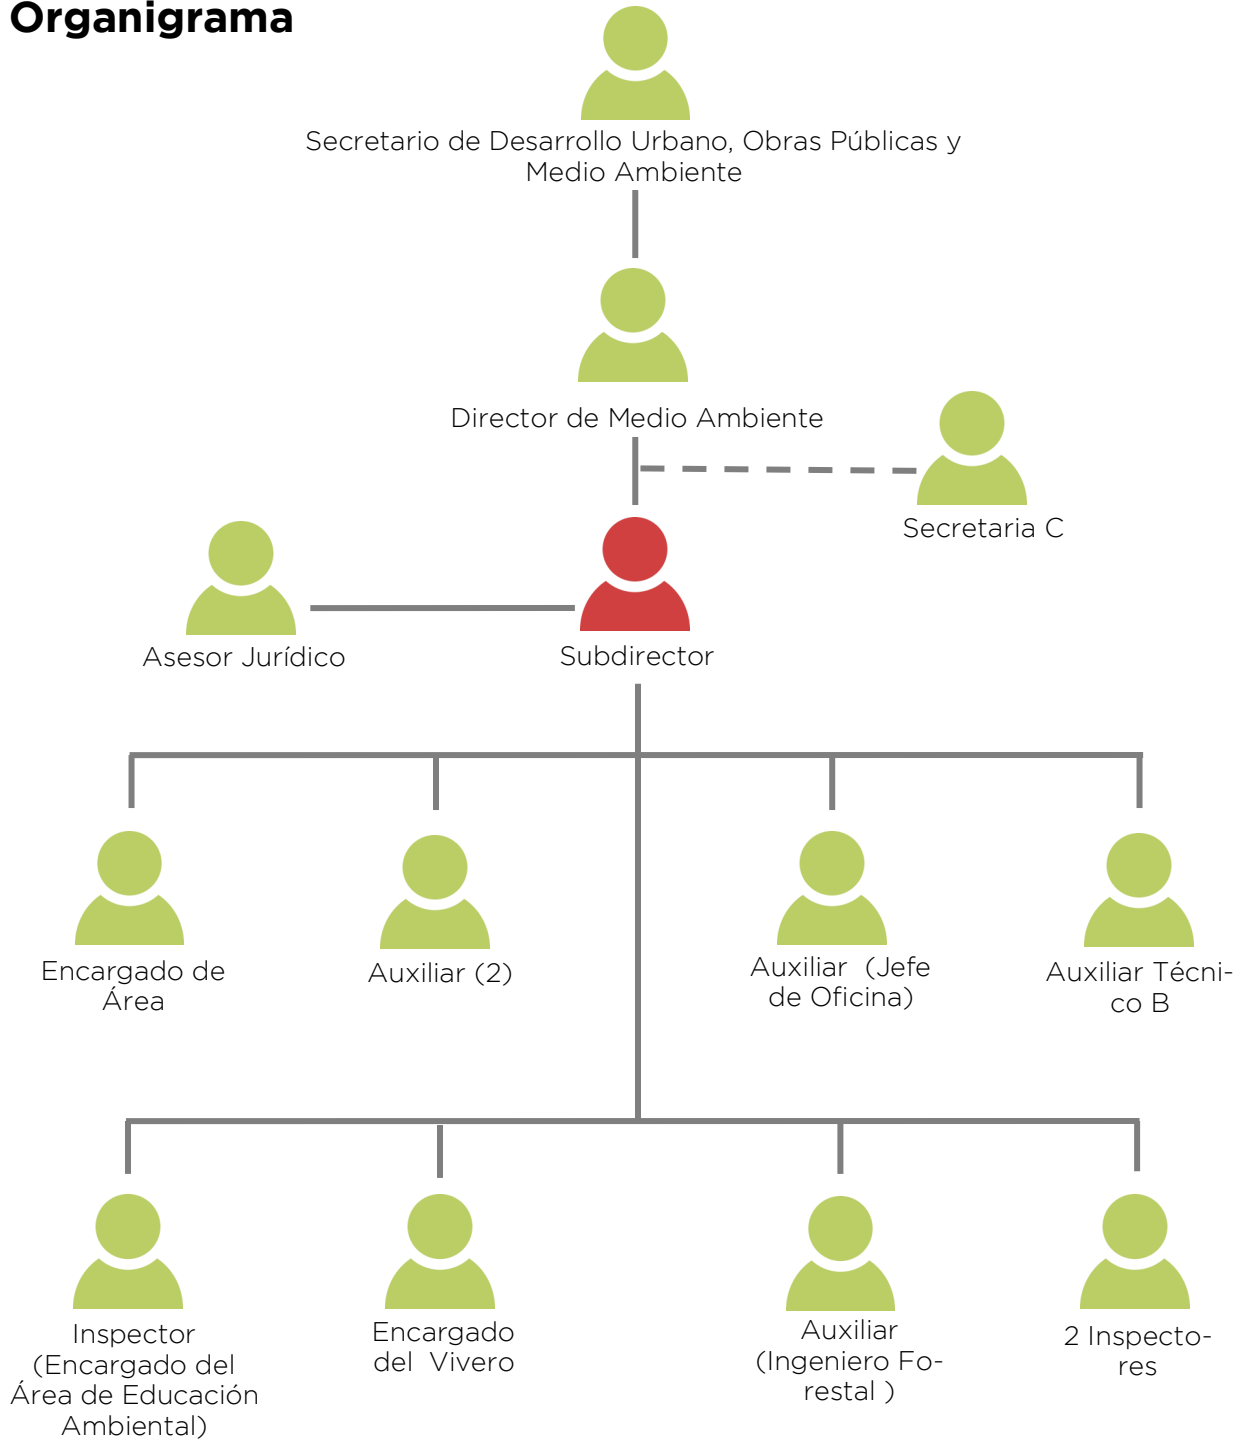 Organigrama
Secretario de Desarrollo Urbano, Obras Públicas y
Medio Ambiente
Director de Medio Ambiente
Secretaria C
Asesor Jurídico
Subdirector
Encargado de
Área
Auxiliar (2)
Auxiliar  (Jefe
de Oficina)
Auxiliar Técni-
co B
Inspector
(Encargado del
Área de Educación
Ambiental)
Encargado
del  Vivero
Auxiliar
(Ingeniero Fo-
restal )
2 Inspecto-
res